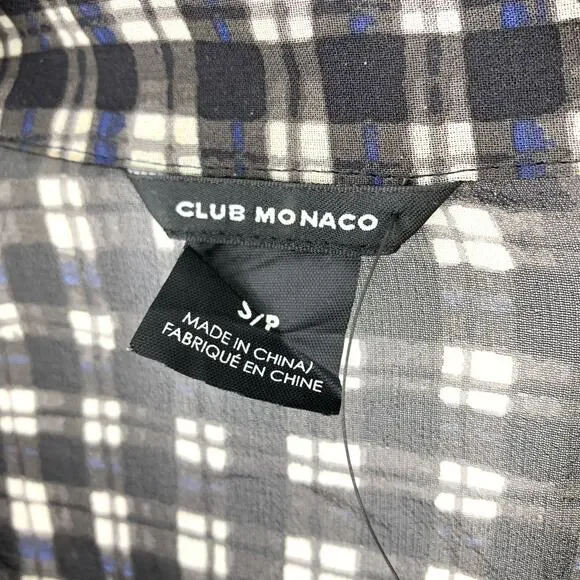 CLUB MONACO
S/P
MADE IN CHINA/
FABRIQUÉ EN CHINE